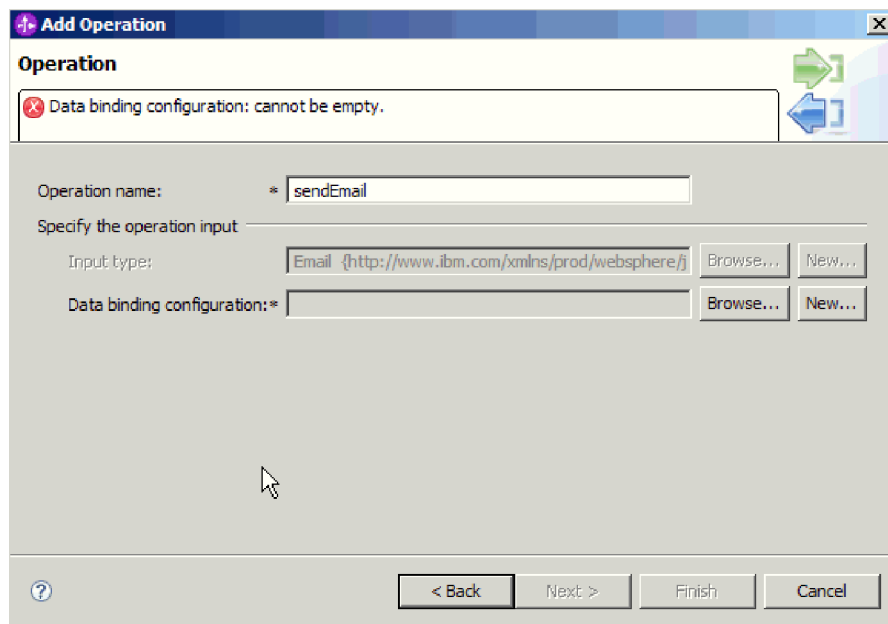 Add Operation
Operation
Data binding configuration: cannot be empty.
Operation name: * sendEmail
Specify the operation input
Input type: Email {http://www.ibm.com/xmlns/prod/websphere/j Browse... New...
Data binding configuration:* Browse... New...
? < Back Next > Finish Cancel